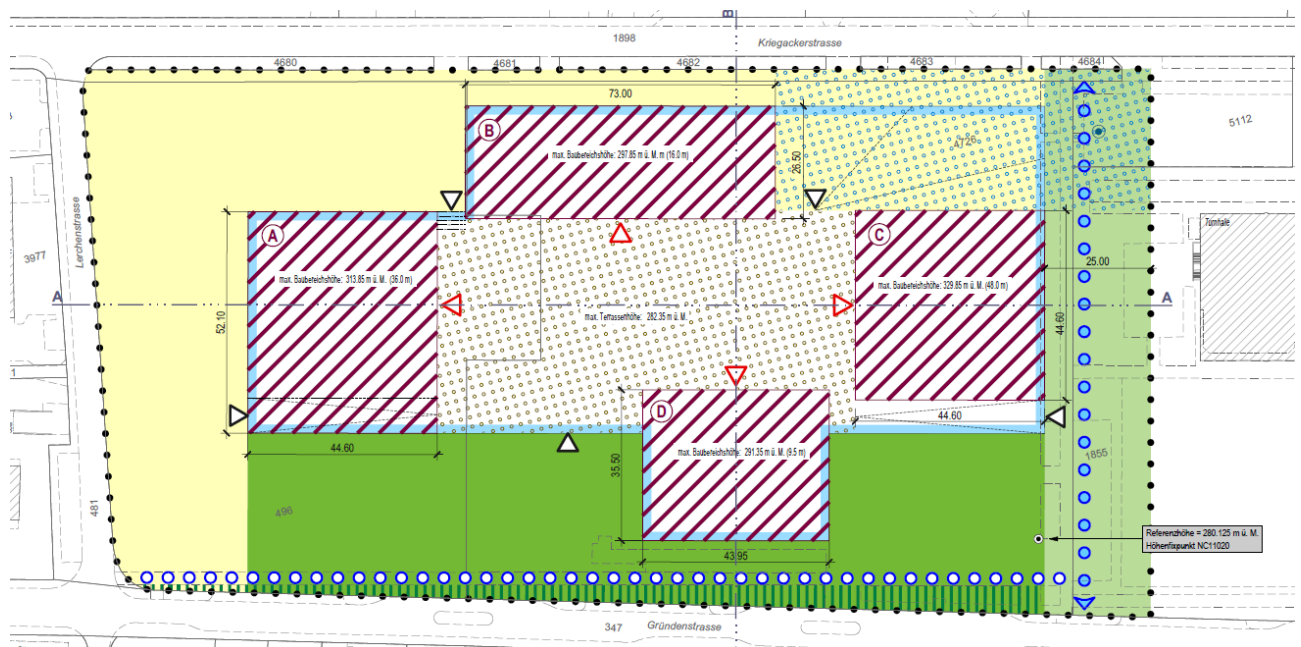 B
1898
Kriegackerstrasse
4680
4681
4682
4683
4684
73.00
B
max. Baubereichshöhe: 297.85 m ü. M. m (16.0 m)
26.50
4726
5112
Lerchenstrasse
3977
A
max. Baubereichshöhe: 313.85 m ü. M. (36.0 m)
C
max. Baubereichshöhe: 329.85 m ü. M. (48.0 m)
Turnhalle
25.00
A
A
max. Terrassenhöhe: 282.35 m ü. M.
52.10
44.60
1
D
max. Baubereichshöhe: 291.35 m ü. M. (9.5 m)
35.50
44.60
44.60
1855
481
496
Referenzhöhe = 280.125 m ü. M.
Höhenfixpunkt NC11020
43.95
347
Gründenstrasse